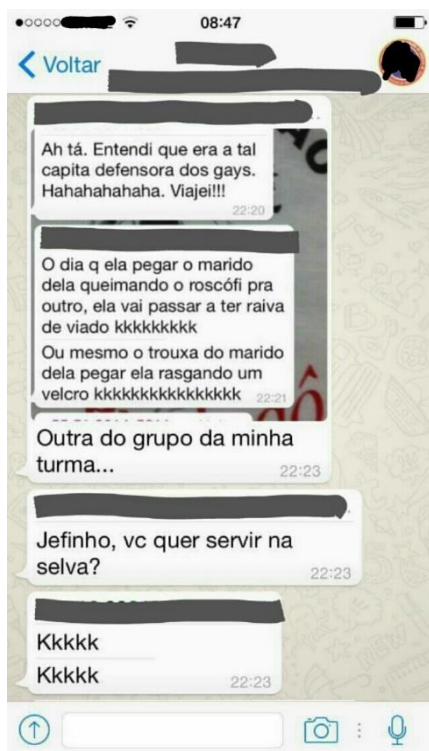 08:47
Voltar
Ah tá. Entendi que era a tal
capita defensora dos gays.
Hahahahahaha. Viajei!!!
22:20
O dia q ela pegar o marido
dela queimando o roscófi pra
outro, ela vai passar a ter raiva
de viado kkkkkkkkk
Ou mesmo o trouxa do marido
dela pegar ela rasgando um
velcro kkkkkkkkkkkkkkkkk 22:21
Outra do grupo da minha
turma...
22:23
Jefinho, vc quer servir na
selva?
22:23
Kkkkk
Kkkkk
22:23